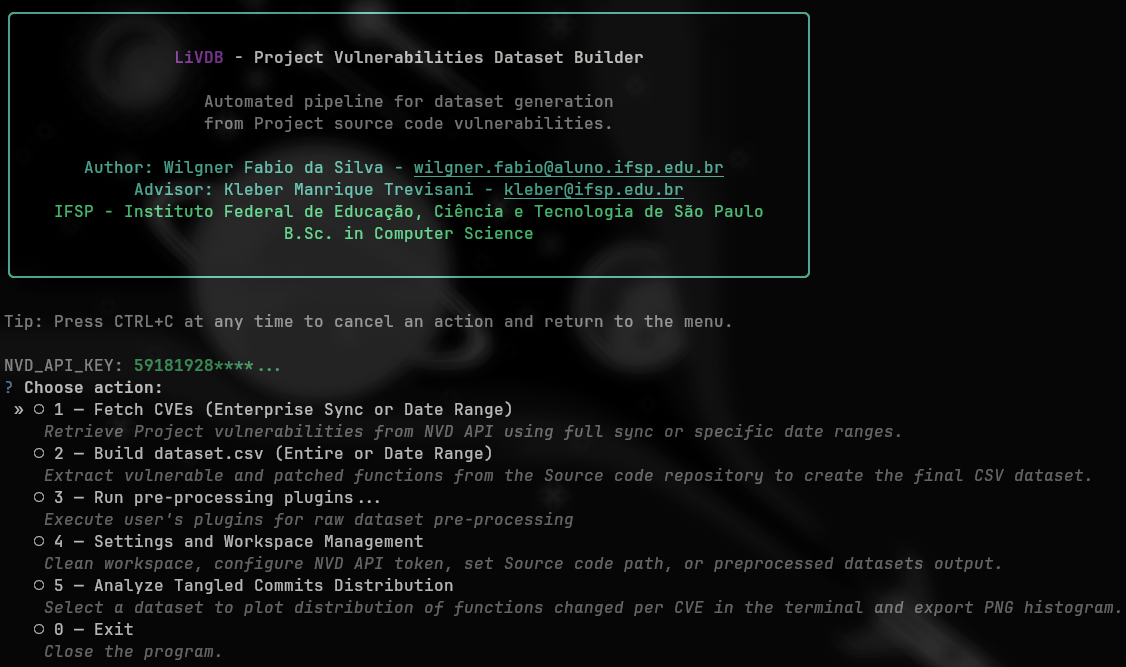 LiVDB - Project Vulnerabilities Dataset Builder
Automated pipeline for dataset generation
from Project source code vulnerabilities.
Author: Wilgner Fabio da Silva - wilgner.fabio@aluno.ifsp.edu.br
Advisor: Kleber Manrique Trevisani - kleber@ifsp.edu.br
IFSP - Instituto Federal de Educação, Ciência e Tecnologia de São Paulo
B.Sc. in Computer Science
Tip: Press CTRL+C at any time to cancel an action and return to the menu.
NVD_API_KEY: 59181928****...
? Choose action:
» ○ 1 — Fetch CVEs (Enterprise Sync or Date Range)
Retrieve Project vulnerabilities from NVD API using full sync or specific date ranges.
○ 2 — Build dataset.csv (Entire or Date Range)
Extract vulnerable and patched functions from the Source code repository to create the final CSV dataset.
○ 3 — Run pre-processing plugins...
Execute user's plugins for raw dataset pre-processing
○ 4 — Settings and Workspace Management
Clean workspace, configure NVD API token, set Source code path, or preprocessed datasets output.
○ 5 — Analyze Tangled Commits Distribution
Select a dataset to plot distribution of functions changed per CVE in the terminal and export PNG histogram.
○ 0 — Exit
Close the program.